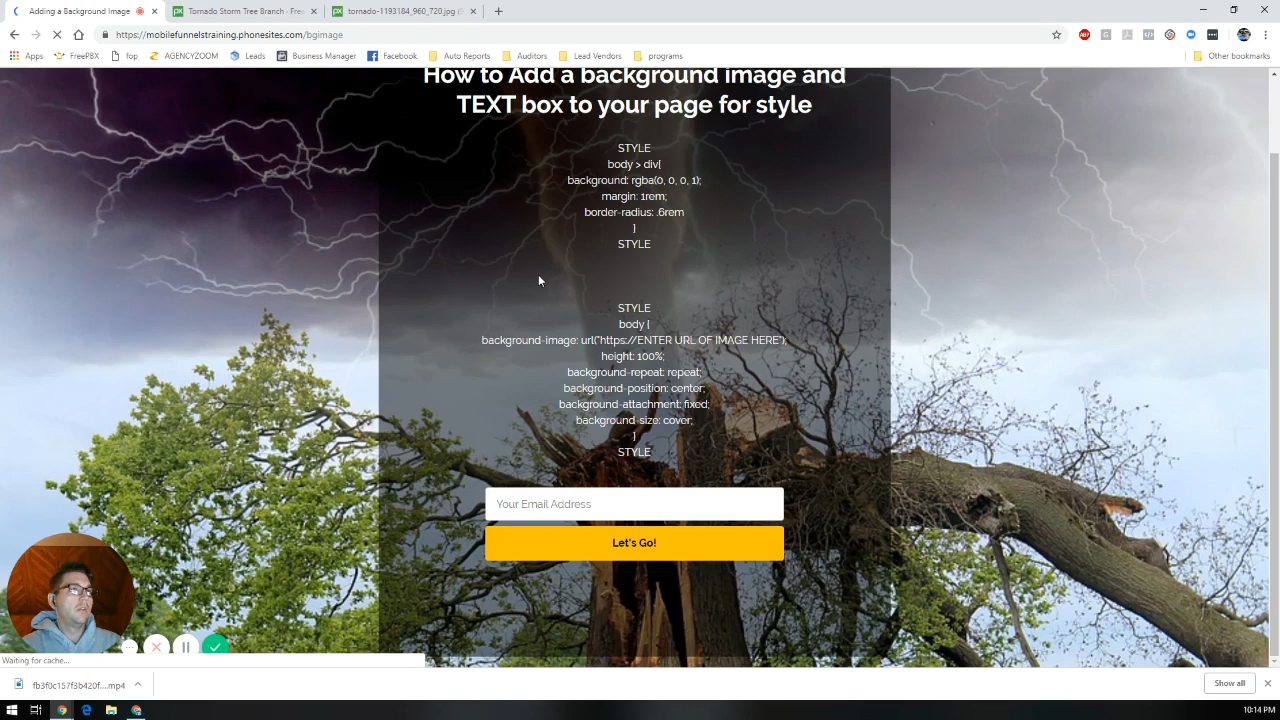 Adding a Background Image
Tornado Storm Tree Branch - Free
tornado-1193184_960_720.jpg (9
https://mobilefunnelstraining.phonesites.com/bgimage
Apps
FreePBX
fop
AGENCYZOOM
Leads
Business Manager
Facebook
Auto Reports
Auditors
Lead Vendors
programs
Other bookmarks
How to Add a background image and
TEXT box to your page for style
STYLE
body > div{
background: rgba(0, 0, 0, 1);
margin: 1rem;
border-radius: .6rem
}
STYLE
STYLE
body {
background-image: url("https://ENTER URL OF IMAGE HERE");
height: 100%;
background-repeat: repeat;
background-position: center;
background-attachment: fixed;
background-size: cover;
}
STYLE
Your Email Address
Let's Go!
Waiting for cache...
fb3f0c157f3b420f....mp4
Show all
10:14 PM